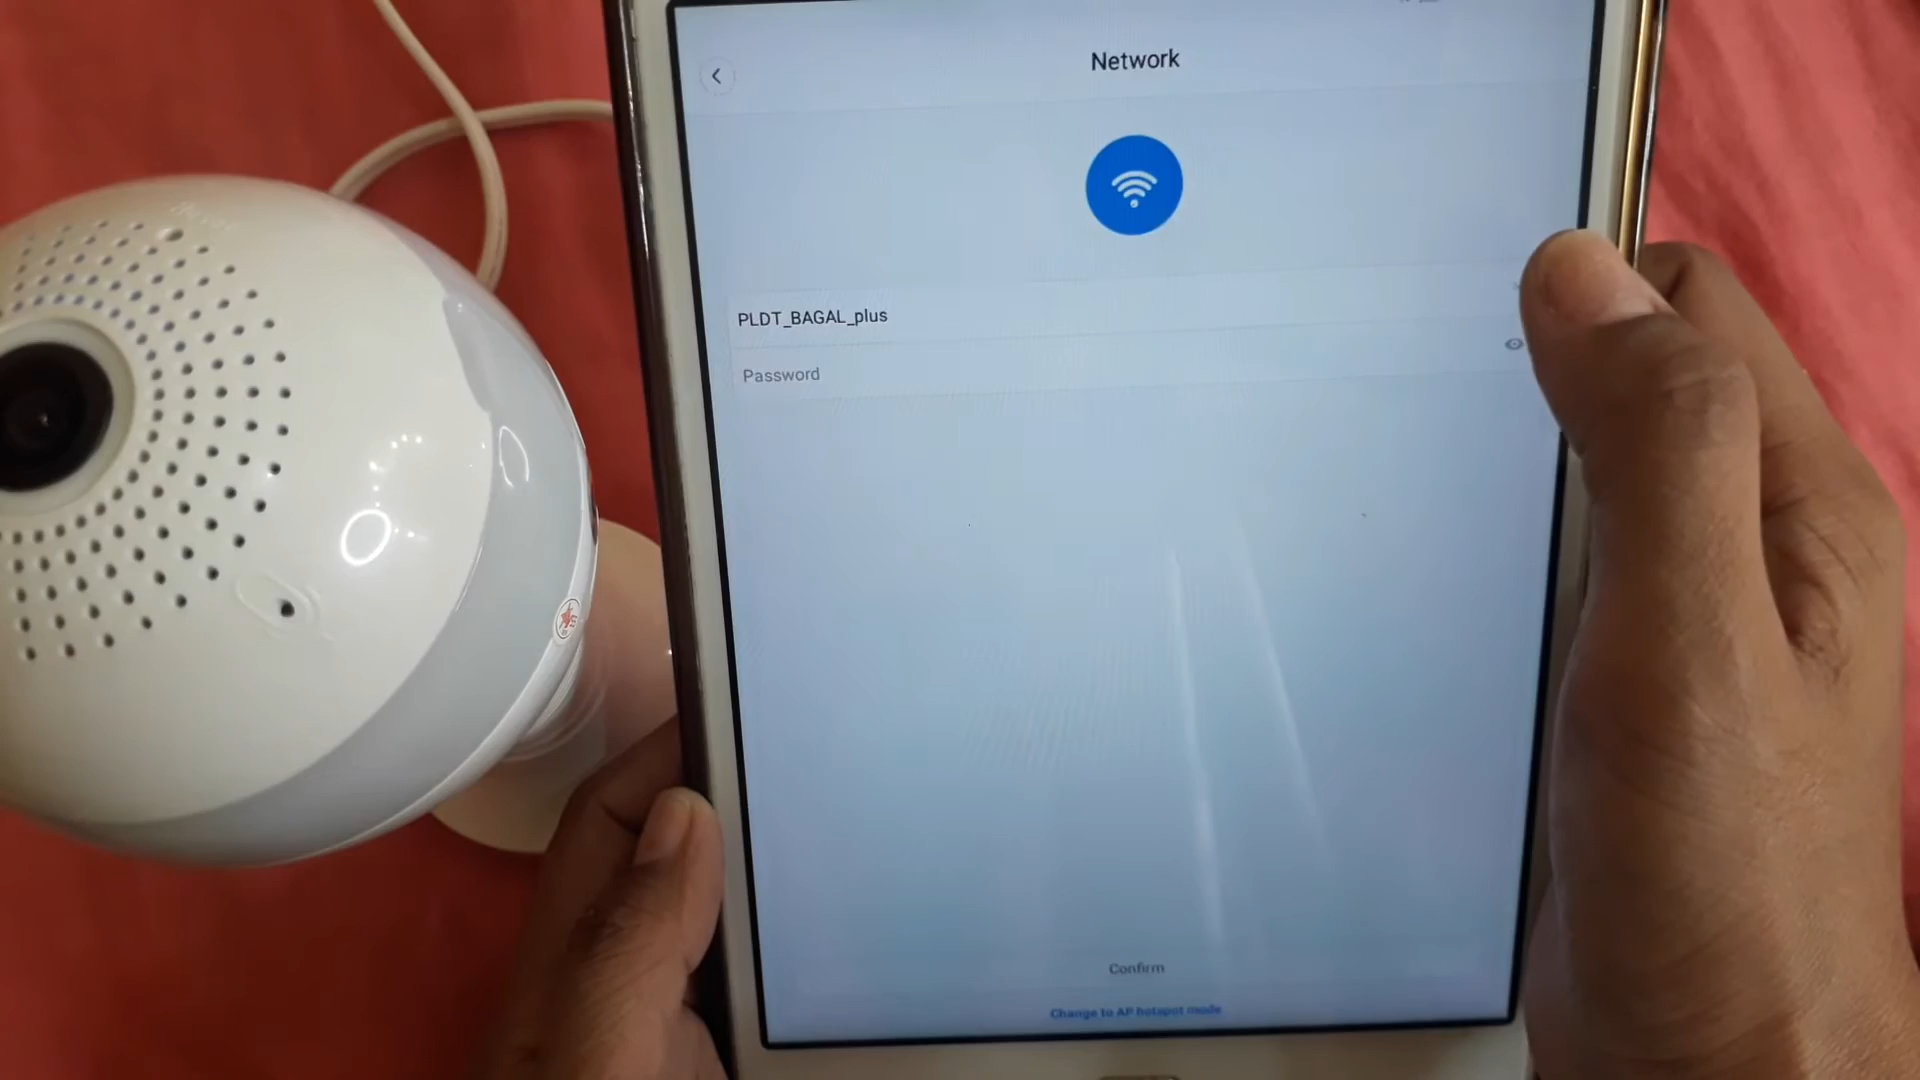 Network
PLDT_BAGAL_plus
Password
Confirm
Change to AP hotspot mode